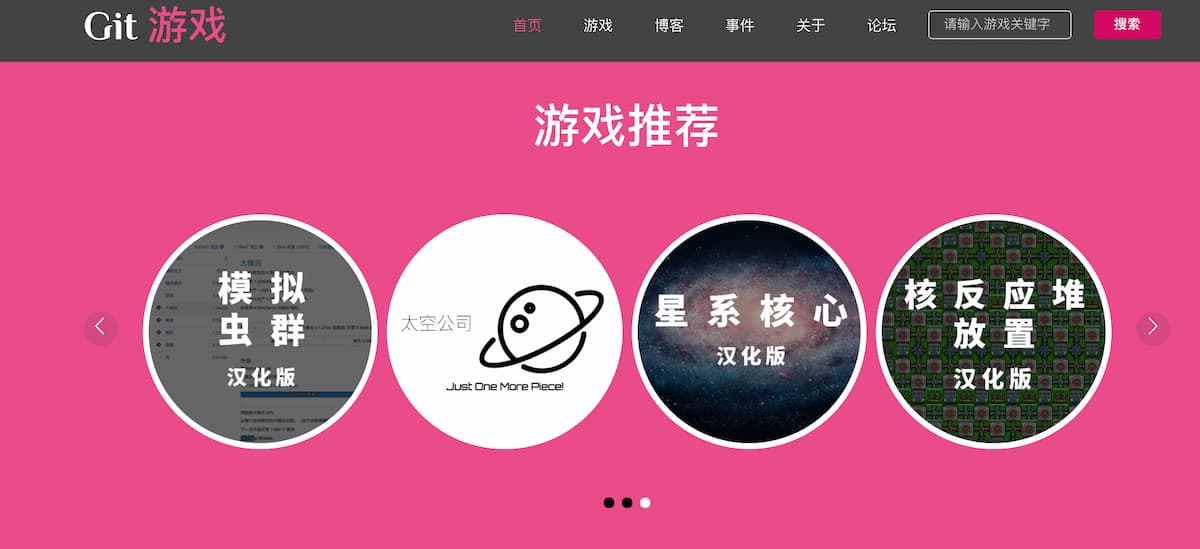 Git 游戏
首页 游戏 博客 事件 关于 论坛
请输入游戏关键字
搜索
游戏推荐
模拟
虫群
汉化版
太空公司
Just One More Piece!
星系核心
汉化版
核反应堆
放置
汉化版